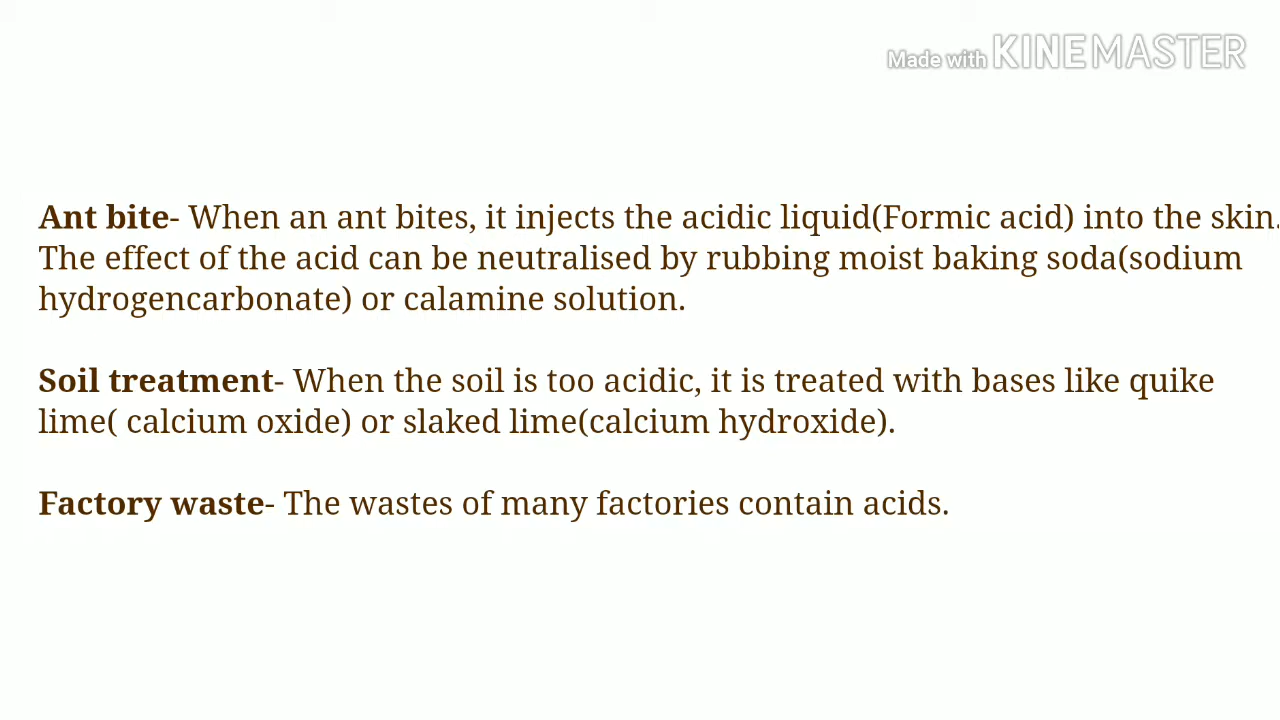 Made with KINEMASTER
Ant bite- When an ant bites, it injects the acidic liquid(Formic acid) into the skin.
The effect of the acid can be neutralised by rubbing moist baking soda(sodium
hydrogencarbonate) or calamine solution.
Soil treatment- When the soil is too acidic, it is treated with bases like quike
lime( calcium oxide) or slaked lime(calcium hydroxide).
Factory waste- The wastes of many factories contain acids.